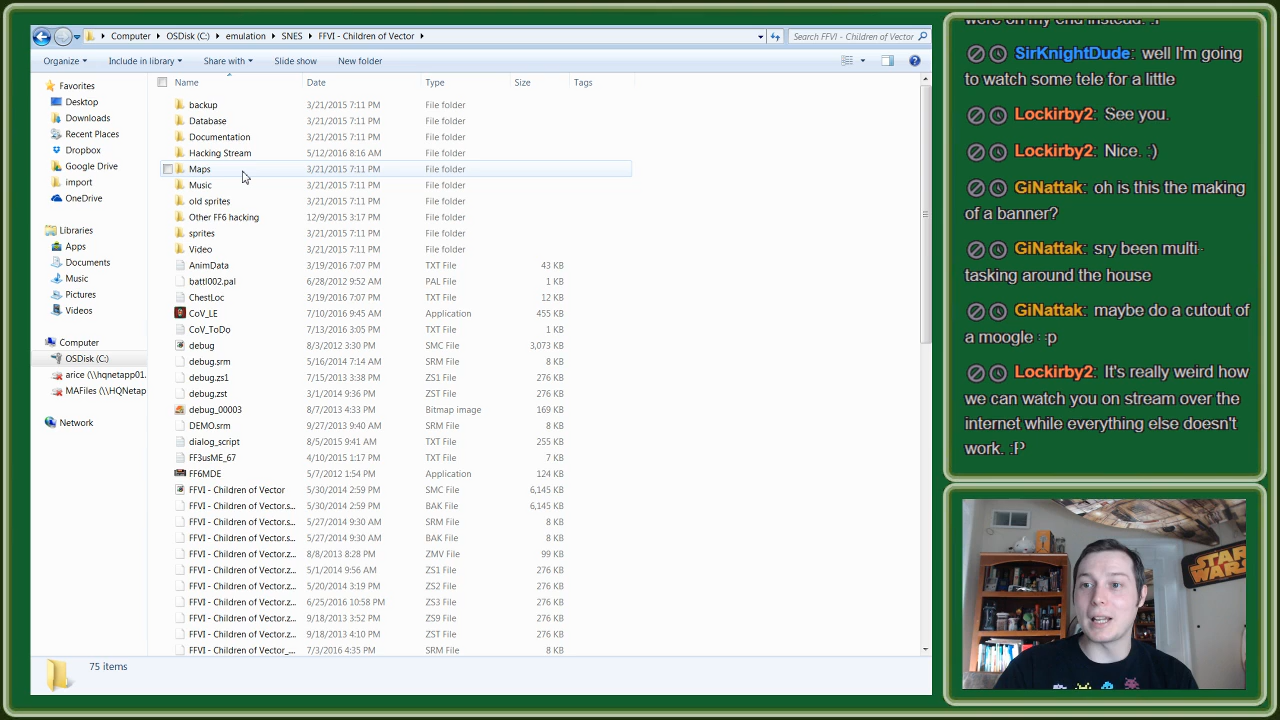 Computer ▸ OSDisk (C:) ▸ emulation ▸ SNES ▸ FFVI - Children of Vector ▸
Search FFVI - Children of Vector
Organize Include in library Share with Slide show New folder
Name Date Type Size Tags
Favorites
Desktop
Downloads
Recent Places
Dropbox
Google Drive
import
OneDrive
Libraries
Apps
Documents
Music
Pictures
Videos
Computer
OSDisk (C:)
arice (\\hqnetapp01.
MAFiles (\\HQNetap
Network
backup 3/21/2015 7:11 PM File folder
Database 3/21/2015 7:11 PM File folder
Documentation 3/21/2015 7:11 PM File folder
Hacking Stream 5/12/2016 8:16 AM File folder
Maps 3/21/2015 7:11 PM File folder
Music 3/21/2015 7:11 PM File folder
old sprites 3/21/2015 7:11 PM File folder
Other FF6 hacking 12/9/2015 3:17 PM File folder
sprites 3/21/2015 7:11 PM File folder
Video 3/21/2015 7:11 PM File folder
AnimData 3/19/2016 7:07 PM TXT File 43 KB
battl002.pal 6/28/2012 9:52 AM PAL File 1 KB
ChestLoc 3/19/2016 7:07 PM TXT File 12 KB
CoV_LE 7/10/2016 9:45 AM Application 455 KB
CoV_ToDo 7/13/2016 3:05 PM TXT File 1 KB
debug 8/3/2012 3:30 PM SMC File 3,073 KB
debug.srm 5/16/2014 7:14 AM SRM File 8 KB
debug.zs1 7/15/2013 3:38 PM ZS1 File 276 KB
debug.zst 3/1/2014 9:36 PM ZST File 276 KB
debug_00003 8/7/2013 4:33 PM Bitmap image 169 KB
DEMO.srm 9/27/2013 9:40 AM SRM File 8 KB
dialog_script 8/5/2015 9:41 AM TXT File 255 KB
FF3usME_67 4/10/2015 1:17 PM TXT File 7 KB
FF6MDE 5/7/2012 1:54 PM Application 124 KB
FFVI - Children of Vector 5/30/2014 2:59 PM SMC File 6,145 KB
FFVI - Children of Vector.s... 5/30/2014 2:59 PM BAK File 6,145 KB
FFVI - Children of Vector.s... 5/27/2014 9:30 AM SRM File 8 KB
FFVI - Children of Vector.s... 5/27/2014 9:30 AM BAK File 8 KB
FFVI - Children of Vector.z... 8/8/2013 8:28 PM ZMV File 99 KB
FFVI - Children of Vector.z... 5/1/2014 9:56 AM ZS1 File 276 KB
FFVI - Children of Vector.z... 5/20/2014 3:19 PM ZS2 File 276 KB
FFVI - Children of Vector.z... 6/25/2016 10:58 PM ZS3 File 276 KB
FFVI - Children of Vector.z... 9/18/2013 3:52 PM ZS9 File 276 KB
FFVI - Children of Vector.z... 9/18/2013 4:10 PM ZST File 276 KB
FFVI - Children of Vector_... 7/3/2016 4:35 PM SRM File 8 KB
75 items
were on my end instead. :P
SirKnightDude: well I'm going
to watch some tele for a little
Lockirby2: See you.
Lockirby2: Nice. :)
GiNattak: oh is this the making
of a banner?
GiNattak: sry been multi-
tasking around the house
GiNattak: maybe do a cutout of
a moogle : :p
Lockirby2: It's really weird how
we can watch you on stream over the
internet while everything else doesn't
work. :P
STAR
WARS